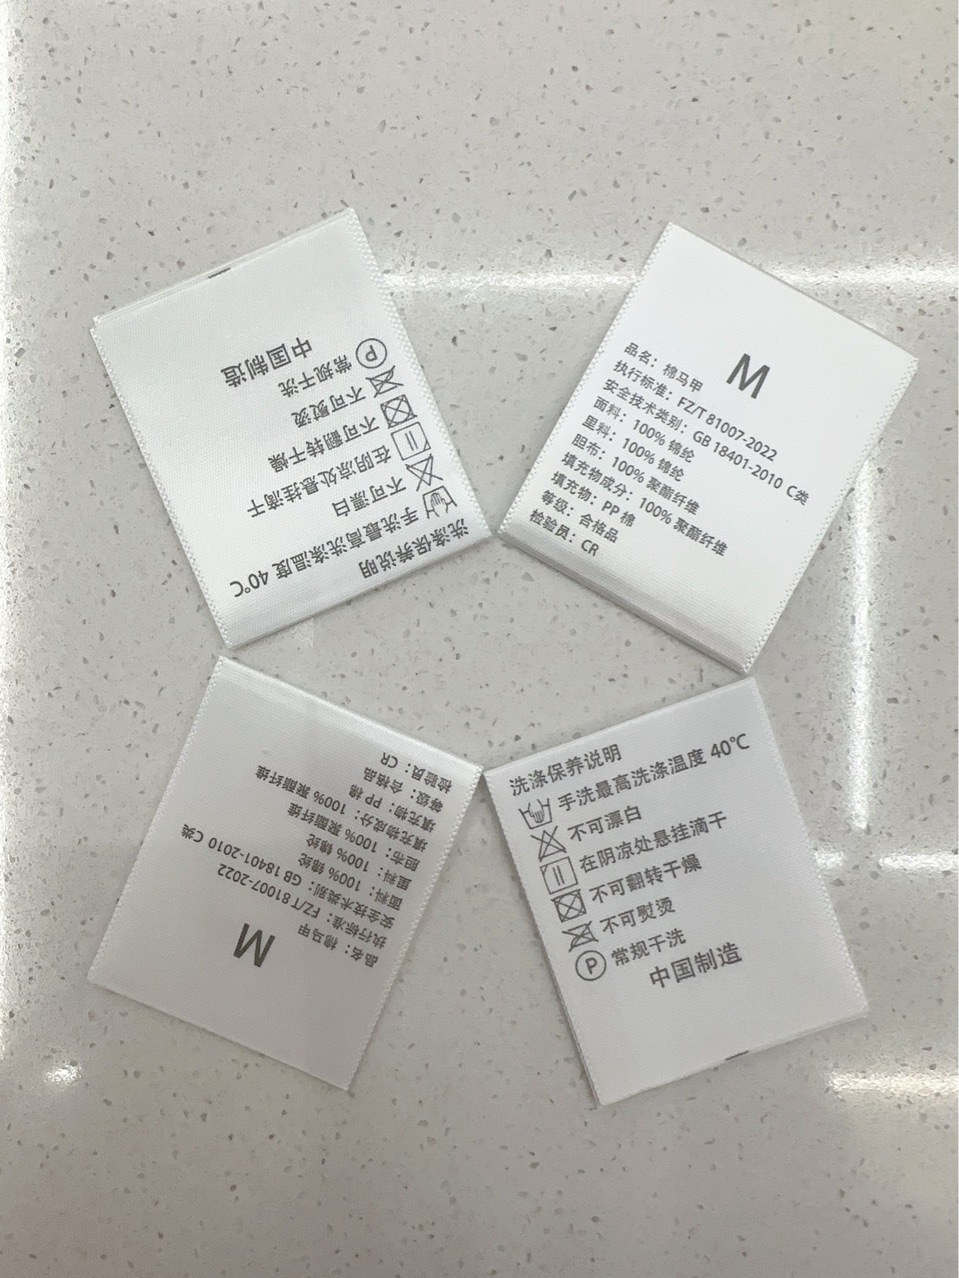 洗涤保养说明
手洗最高洗涤温度 40℃
不可漂白
在阴凉处悬挂滴干
不可翻转干燥
不可熨烫
P 常规干洗
中国制造
M
品名：棉马甲
执行标准：FZ/T 81007-2022
安全技术类别：GB 18401-2010 C类
面料：100% 锦纶
里料：100% 锦纶
胆布：100% 聚酯纤维
填充物成分：100% 聚酯纤维
填充物：PP 棉
等级：合格品
检验员：CR
M
品名：棉马甲
执行标准：FZ/T 81007-2022
安全技术类别：GB 18401-2010 C类
面料：100% 锦纶
里料：100% 锦纶
胆布：100% 聚酯纤维
填充物成分：100% 聚酯纤维
填充物：PP 棉
等级：合格品
检验员：CR
洗涤保养说明
手洗最高洗涤温度 40℃
不可漂白
在阴凉处悬挂滴干
不可翻转干燥
不可熨烫
P 常规干洗
中国制造